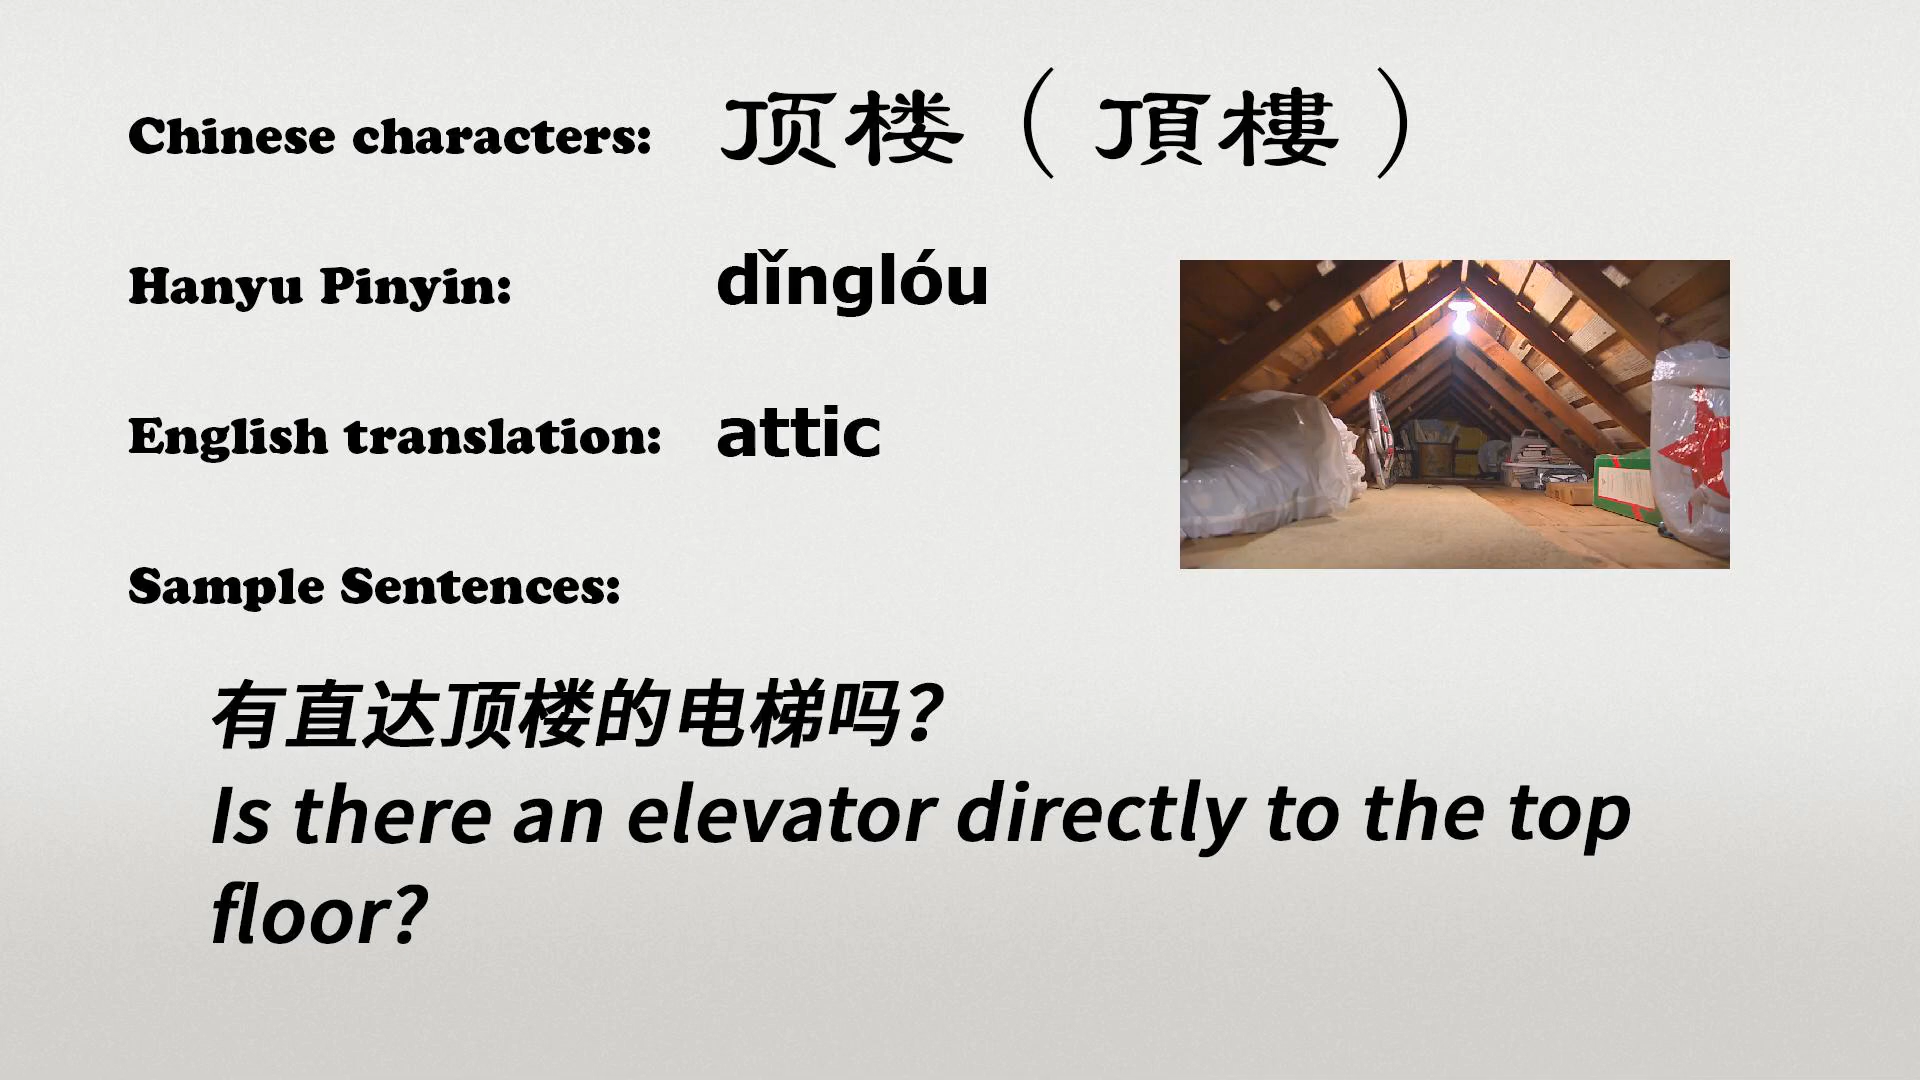 Chinese characters: 顶楼（頂樓）
Hanyu Pinyin: dǐnglóu
English translation: attic
Sample Sentences:
有直达顶楼的电梯吗？
Is there an elevator directly to the top
floor?